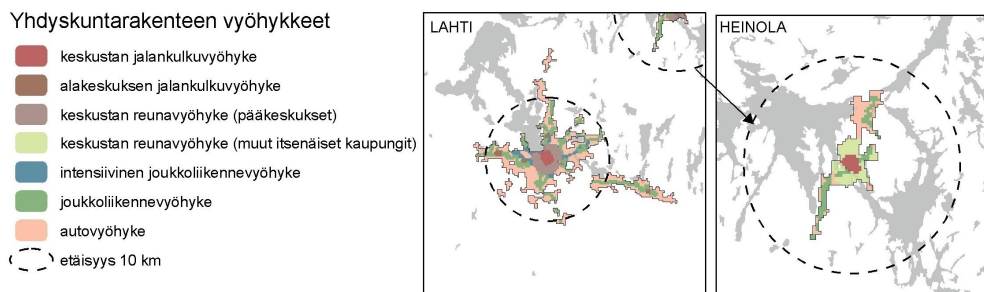 Yhdyskuntarakenteen vyöhykkeet
keskustan jalankulkuvyöhyke
alakeskuksen jalankulkuvyöhyke
keskustan reunavyöhyke (pääkeskukset)
keskustan reunavyöhyke (muut itsenäiset kaupungit)
intensiivinen joukkoliikennevyöhyke
joukkoliikennevyöhyke
autovyöhyke
etäisyys 10 km
LAHTI
HEINOLA